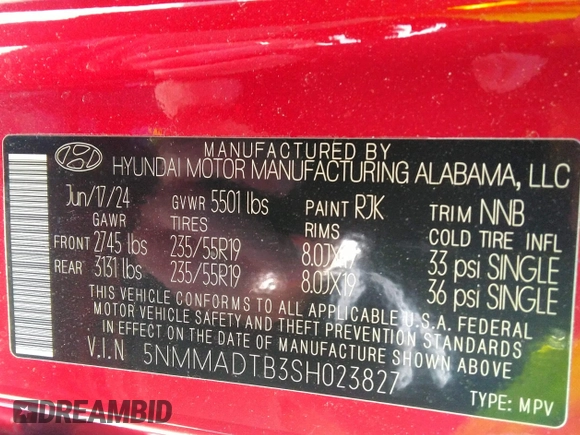 MANUFACTURED BY
HYUNDAI MOTOR MANUFACTURING ALABAMA, LLC
Jun/17/24 GVWR 5501 lbs PAINT RJK TRIM NNB
GAWR TIRES RIMS COLD TIRE INFL
FRONT 2745 lbs 235/55R19 8.0JX19 33 psi SINGLE
REAR 3131 lbs 235/55R19 8.0JX19 36 psi SINGLE
THIS VEHICLE CONFORMS TO ALL APPLICABLE U.S.A. FEDERAL
MOTOR VEHICLE SAFETY AND THEFT PREVENTION STANDARDS
IN EFFECT ON THE DATE OF MANUFACTURE SHOWN ABOVE
V.I.N 5NMMADTB3SH023827 TYPE: MPV
DREAMBID